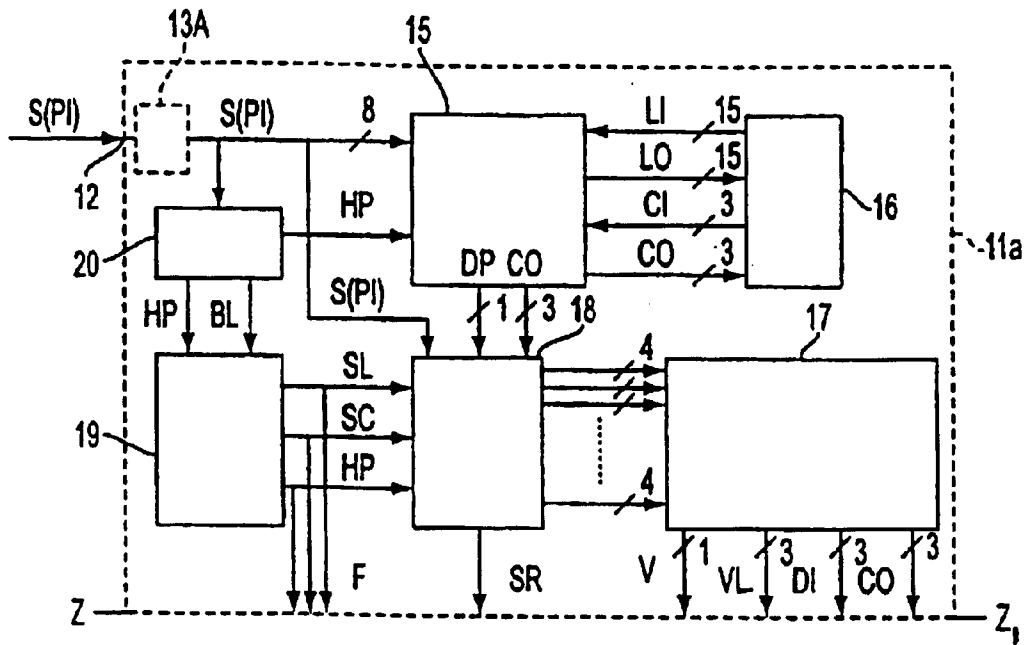 13A
15
S(PI)
S(PI)
8
LI
15
LO
15
12
CI
3
16
HP
CO
3
11a
20
DP
CO
HP
BL
S(PI)
1
3
18
17
SL
4
SC
19
HP
4
F
SR
V
1
VL
3
DI
3
CO
3
Z
Z1